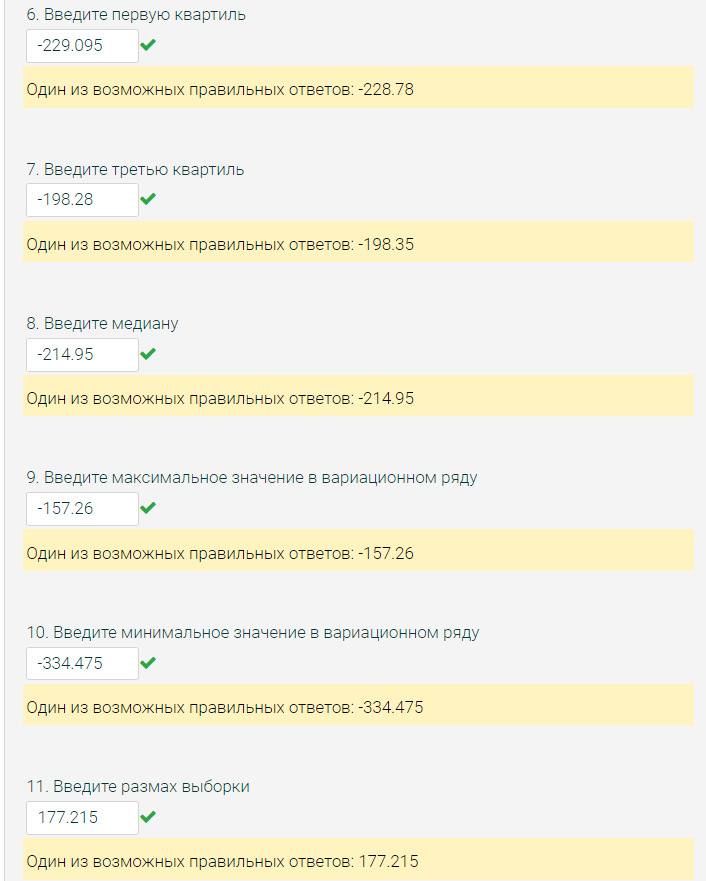 6. Введите первую квартиль
-229.095
Один из возможных правильных ответов: -228.78
7. Введите третью квартиль
-198.28
Один из возможных правильных ответов: -198.35
8. Введите медиану
-214.95
Один из возможных правильных ответов: -214.95
9. Введите максимальное значение в вариационном ряду
-157.26
Один из возможных правильных ответов: -157.26
10. Введите минимальное значение в вариационном ряду
-334.475
Один из возможных правильных ответов: -334.475
11. Введите размах выборки
177.215
Один из возможных правильных ответов: 177.215